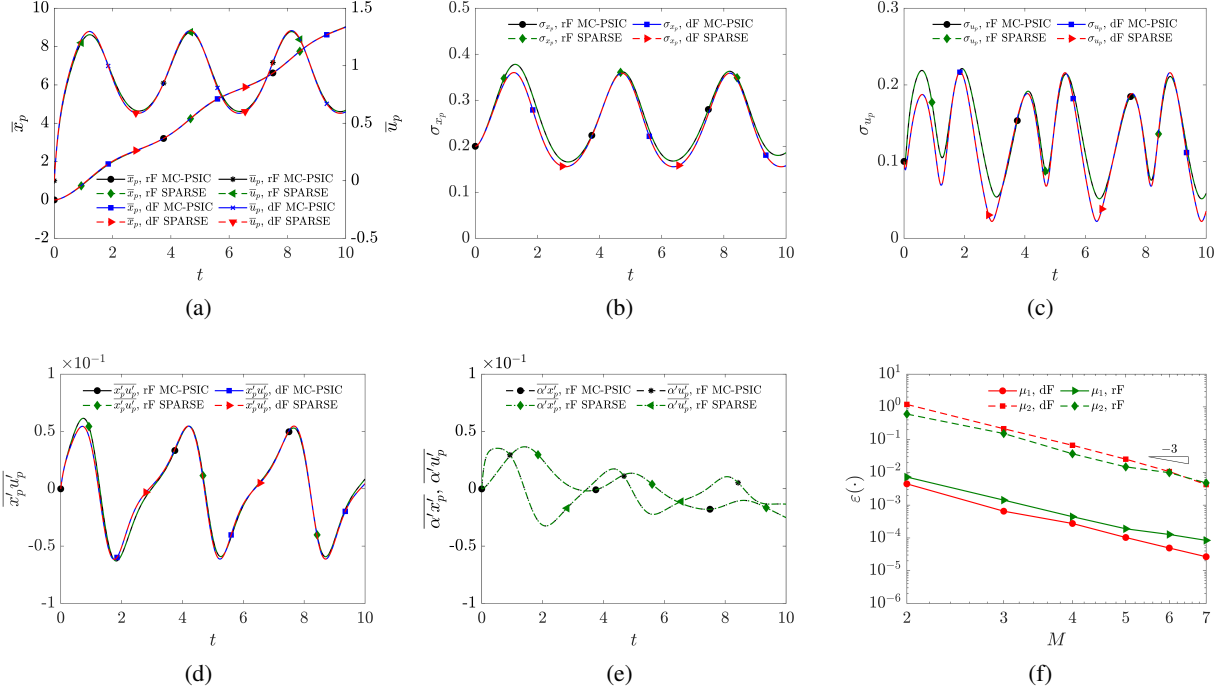 10
8
6
4
2
0
-2
1.5
1
0.5
0
-0.5
0
2
4
6
8
10
x̄_p
ū_p
t
x̄_p, rF MC-PSIC
x̄_p, rF SPARSE
x̄_p, dF MC-PSIC
x̄_p, dF SPARSE
ū_p, rF MC-PSIC
ū_p, rF SPARSE
ū_p, dF MC-PSIC
ū_p, dF SPARSE
(a)
0.5
0.4
0.3
0.2
0.1
0
0
2
4
6
8
10
σ_{x_p}
t
σ_{x_p}, rF MC-PSIC
σ_{x_p}, rF SPARSE
σ_{x_p}, dF MC-PSIC
σ_{x_p}, dF SPARSE
(b)
0.3
0.2
0.1
0
0
2
4
6
8
10
σ_{u_p}
t
σ_{u_p}, rF MC-PSIC
σ_{u_p}, rF SPARSE
σ_{u_p}, dF MC-PSIC
σ_{u_p}, dF SPARSE
(c)
×10⁻¹
1
0.5
0
-0.5
-1
0
2
4
6
8
10
\overline{x′_p u′_p}
t
\overline{x′_p u′_p}, rF MC-PSIC
\overline{x′_p u′_p}, rF SPARSE
\overline{x′_p u′_p}, dF MC-PSIC
\overline{x′_p u′_p}, dF SPARSE
(d)
×10⁻¹
1
0.5
0
-0.5
-1
0
2
4
6
8
10
\overline{α′x′_p}, \overline{α′u′_p}
t
\overline{α′x′_p}, rF MC-PSIC
\overline{α′x′_p}, rF SPARSE
\overline{α′u′_p}, rF MC-PSIC
\overline{α′u′_p}, rF SPARSE
(e)
10¹
10⁰
10⁻¹
10⁻²
10⁻³
10⁻⁴
10⁻⁵
10⁻⁶
2
3
4
5
6
7
ε(·)
M
μ₁, dF
μ₂, dF
μ₁, rF
μ₂, rF
−3
(f)